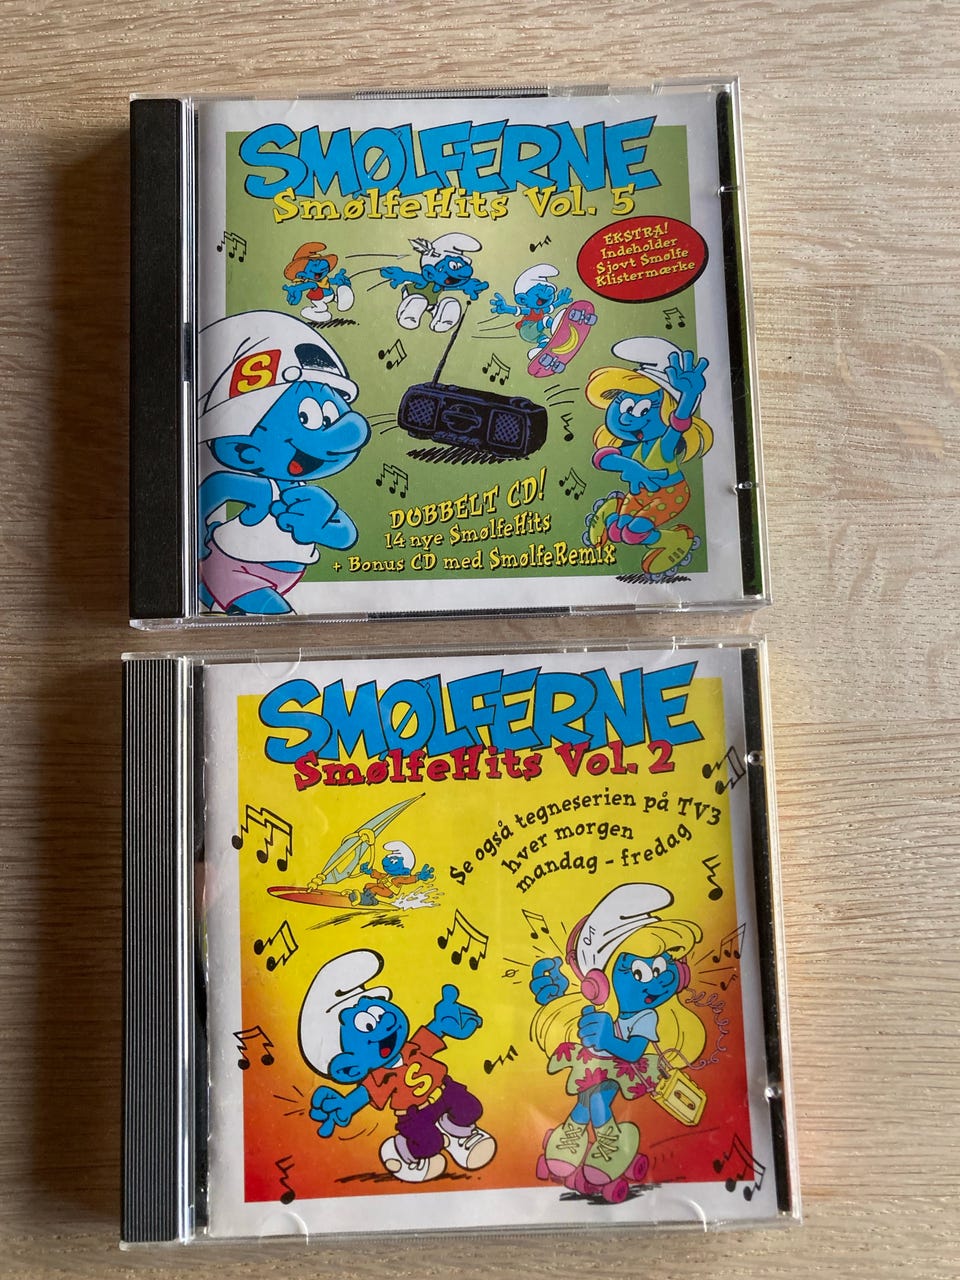 SMØLFERNE
SmølfeHits Vol. 5
EKSTRA!
Indeholder
Sjovt Smølfe
Klistermærke
S
DOBBELT CD!
14 nye SmølfeHits
+ Bonus CD med SmølfeRemix
SMØLFERNE
SmølfeHits Vol. 2
Se også tegneserien på TV3
hver morgen
mandag - fredag
S